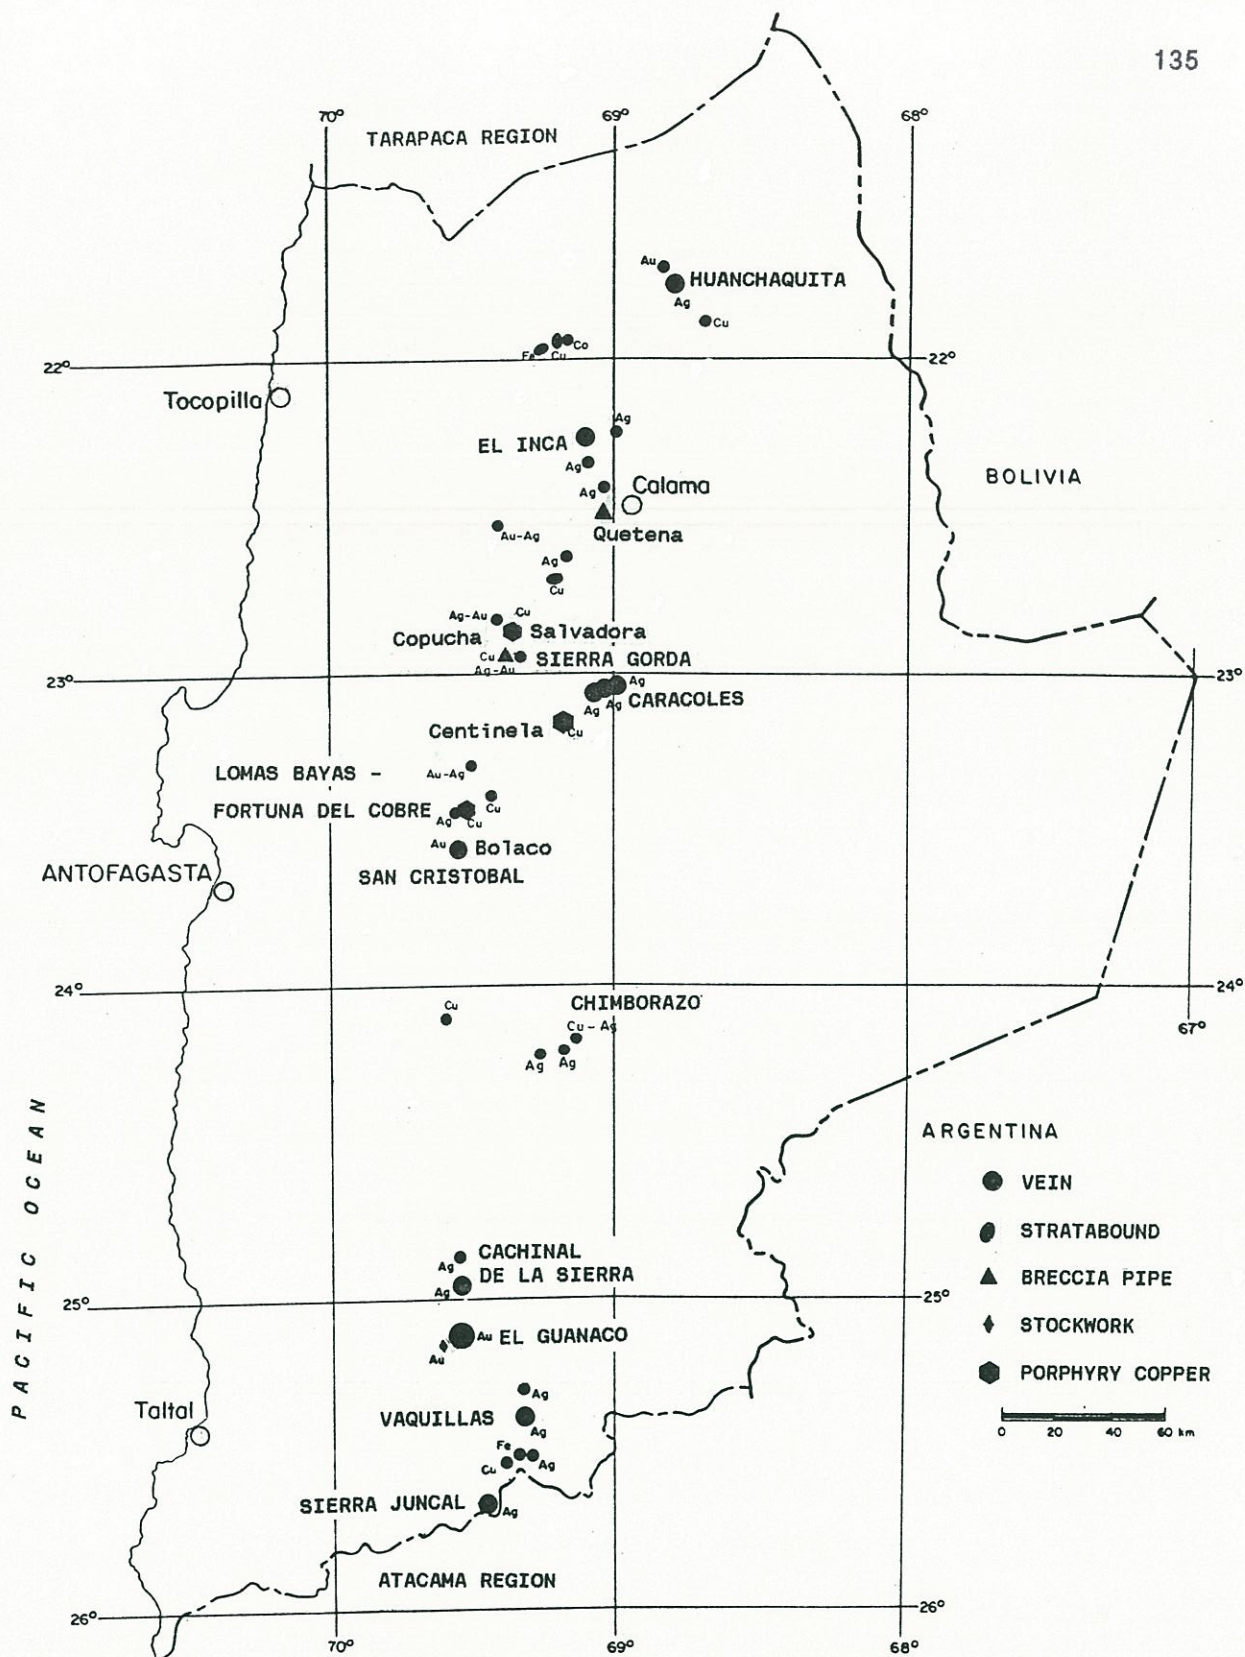 135
70°
69°
68°
TARAPACA REGION
Au
HUANCHAQUITA
Ag
Cu
Co
Fe
Cu
22°
22°
Tocopilla
Ag
EL INCA
Ag
Ag
Calama
BOLIVIA
Quetena
Au-Ag
Ag
Cu
Ag-Au
Cu
Copucha
Salvadora
Cu
SIERRA GORDA
Ag-Au
23°
23°
Ag
Ag
Ag
CARACOLES
Centinela
Cu
LOMAS BAYAS -
Au-Ag
FORTUNA DEL COBRE
Cu
Ag
Cu
Au
Bolaco
ANTOFAGASTA
SAN CRISTOBAL
24°
24°
CHIMBORAZO
Cu
Cu - Ag
67°
Ag
Ag
PACIFIC OCEAN
ARGENTINA
VEIN
STRATABOUND
BRECCIA PIPE
STOCKWORK
PORPHYRY COPPER
0 20 40 60 km
CACHINAL
Ag
DE LA SIERRA
Ag
25°
25°
Au
EL GUANACO
Au
Ag
Taltal
VAQUILLAS
Ag
Fe
Cu
Ag
SIERRA JUNCAL
Ag
ATACAMA REGION
26°
26°
70°
69°
68°